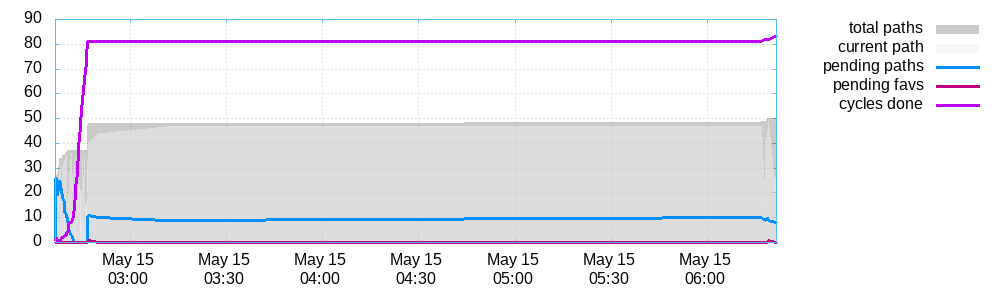 90
80
70
60
50
40
30
20
10
0
May 15 May 15 May 15 May 15 May 15 May 15 May 15
03:00 03:30 04:00 04:30 05:00 05:30 06:00
total paths
current path
pending paths
pending favs
cycles done